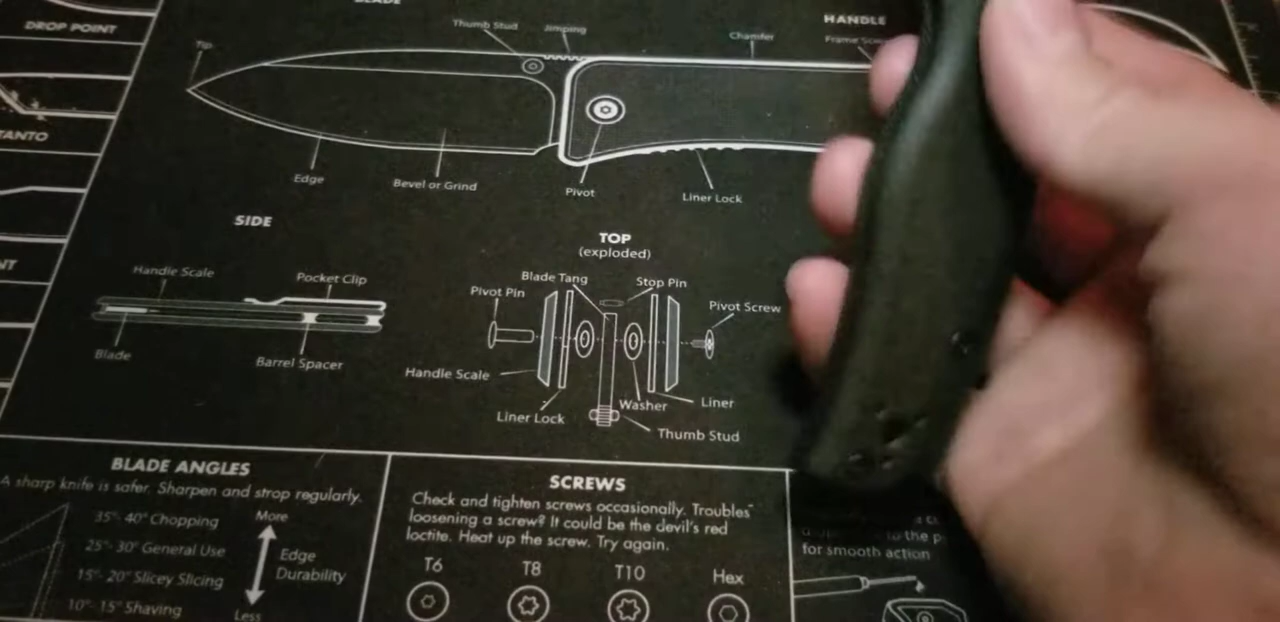 BLADE
HANDLE
DROP POINT
Thumb Stud
Jimping
Chamfer
Tip
TANTO
Edge
Bevel or Grind
Pivot
Liner Lock
SIDE
TOP
(exploded)
Handle Scale
Pocket Clip
Blade Tang
Stop Pin
Pivot Pin
Pivot Screw
Blade
Barrel Spacer
Handle Scale
Liner Lock
Washer
Liner
Thumb Stud
BLADE ANGLES
A sharp knife is safer. Sharpen and strop regularly.
35°- 40° Chopping
25°- 30° General Use
15°- 20° Slicey Slicing
10°- 15° Shaving
More
Edge
Durability
Less
SCREWS
Check and tighten screws occasionally. Troubles
loosening a screw? It could be the devil's red
loctite. Heat up the screw. Try again.
T6
T8
T10
Hex
to the p
for smooth action